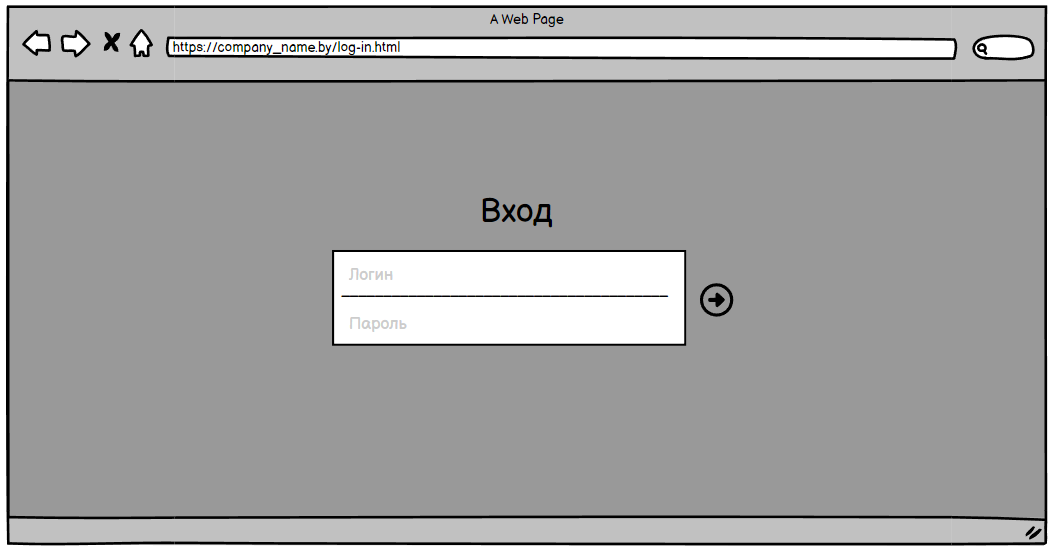 A Web Page
https://company_name.by/log-in.html
Вход
Логин
Пароль